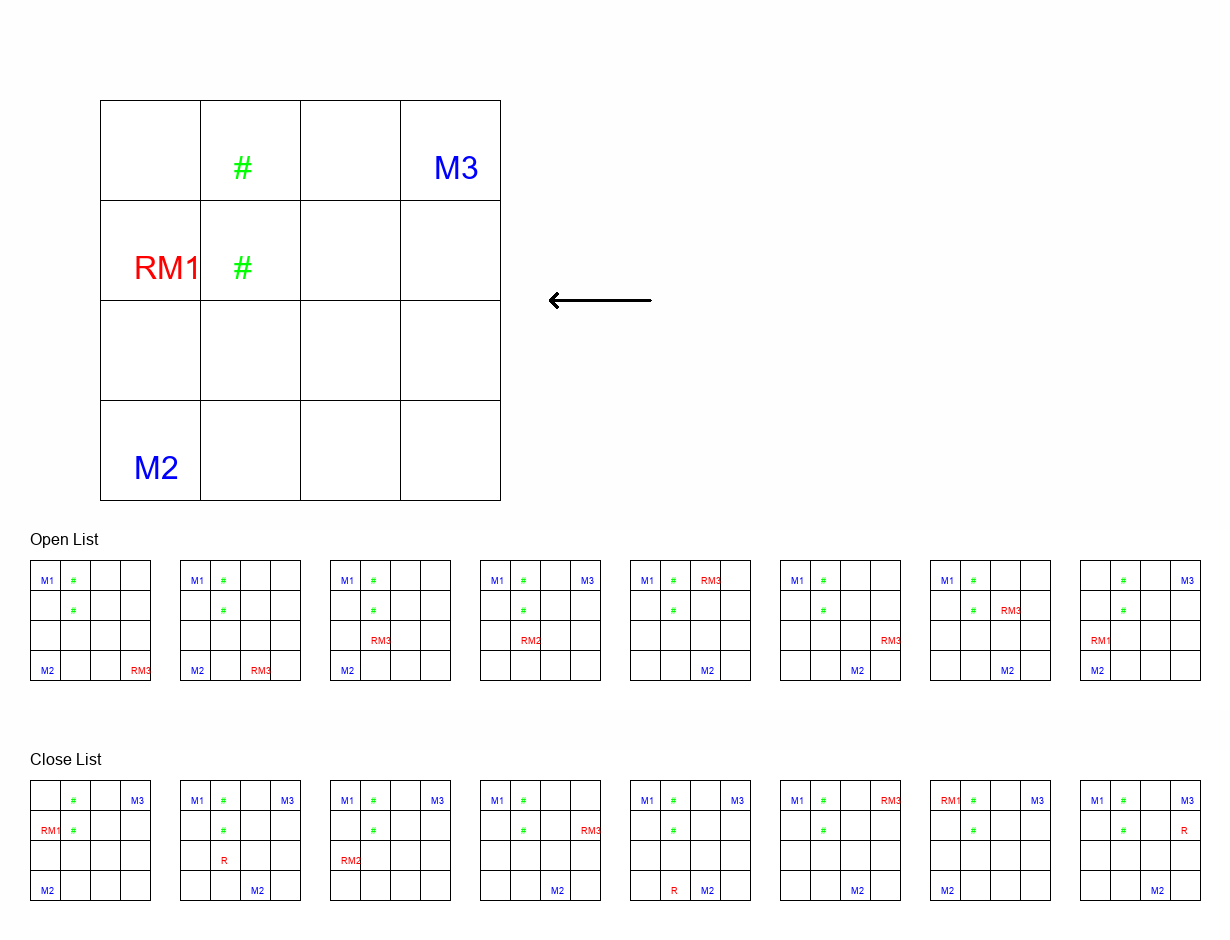 # M3
RM1 #
M2
Open List
M1 # M1 # M1 # M1 # M3 M1 # RM3 M1 # M1 # # M3
# # # # # # # RM3 #
RM3 RM2 RM3 RM1
M2 RM3 M2 RM3 M2 M2 M2 M2 M2
Close List
# M3 M1 # M3 M1 # M3 M1 # M1 # M3 M1 # RM3 RM1 # M3 M1 # M3
RM1 # # # # RM3 # # # # R
R RM2
M2 M2 M2 R M2 M2 M2 M2